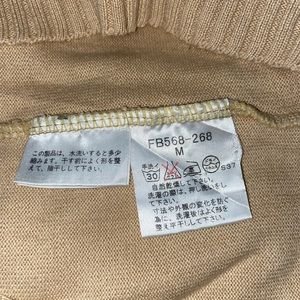 この製品は、水洗いすると多少
縮みます。干す前によく形を整
えて、陰干しして下さい。
FB568-268
M
手洗イ
30
S37
自然乾燥して下さい。
洗濯の際は、押し洗いをし
て下さい。
寸法や外観の変化を防ぐ
為に、洗濯後はよく形を
整え平干しして下さい。